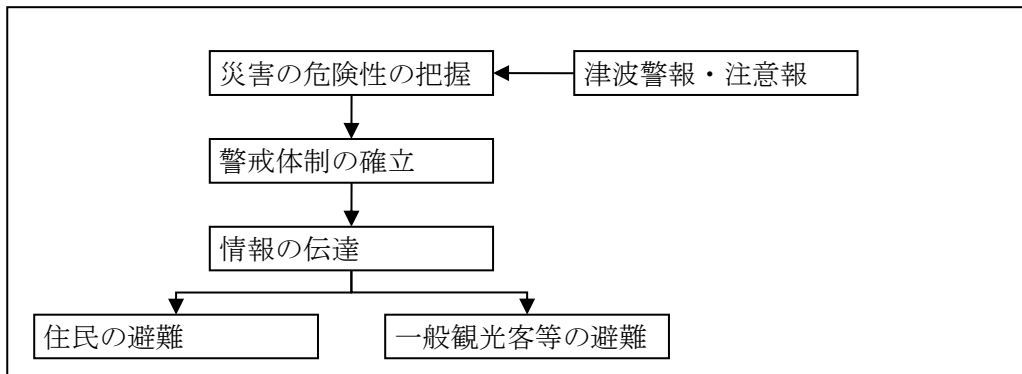 災害の危険性の把握
津波警報・注意報
警戒体制の確立
情報の伝達
住民の避難
一般観光客等の避難